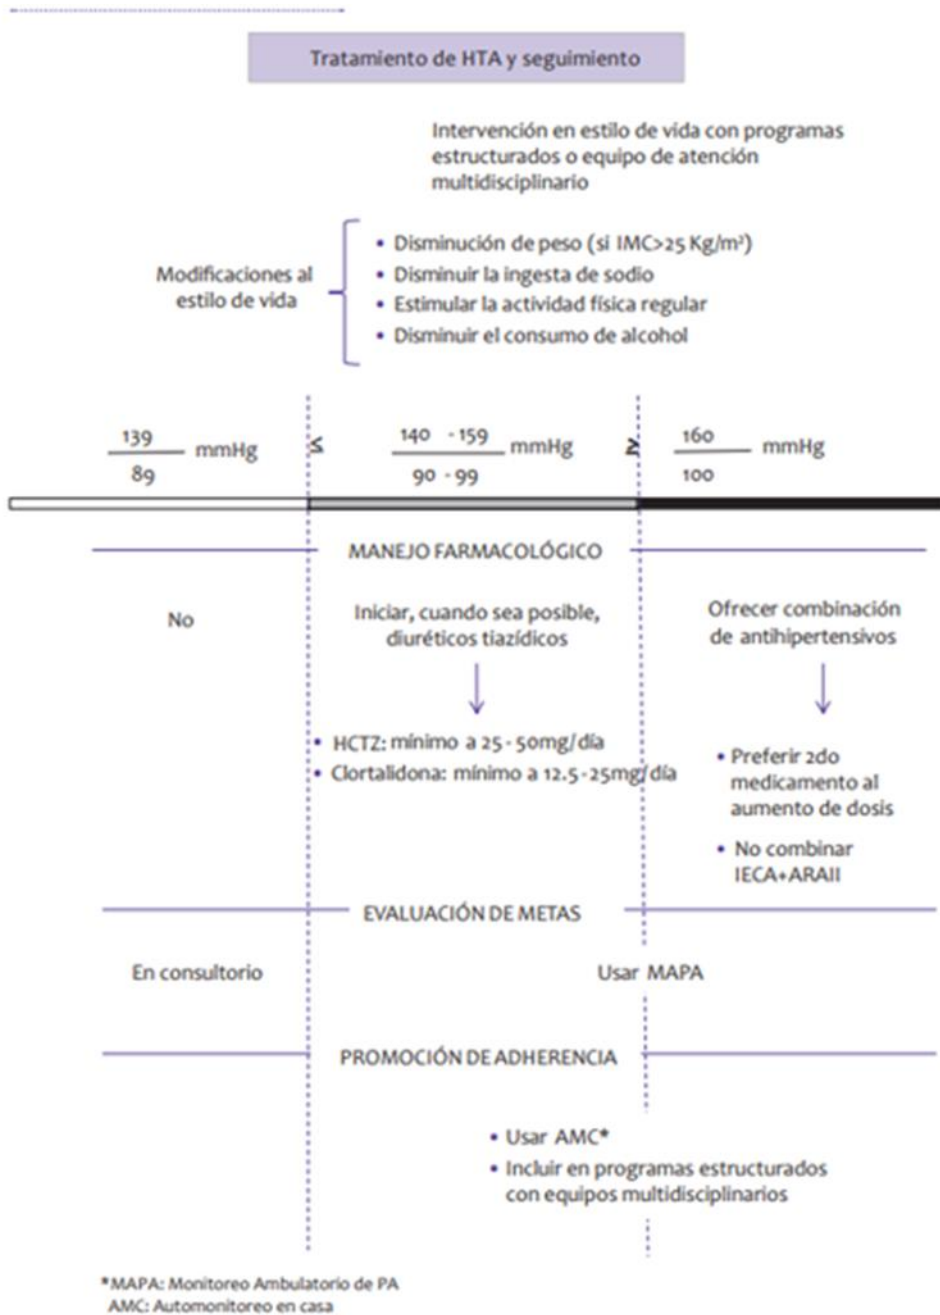 Tratamiento de HTA y seguimiento
Intervención en estilo de vida con programas
estructurados o equipo de atención
multidisciplinario
Modificaciones al
estilo de vida
• Disminución de peso (si IMC>25 Kg/m²)
• Disminuir la ingesta de sodio
• Estimular la actividad física regular
• Disminuir el consumo de alcohol
139
89
mmHg
≤
140 - 159
90 - 99
mmHg
≥
160
100
mmHg
MANEJO FARMACOLÓGICO
No
Iniciar, cuando sea posible,
diuréticos tiazídicos
• HCTZ: mínimo a 25 - 50mg/día
• Clortalidona: mínimo a 12.5 - 25mg/día
Ofrecer combinación
de antihipertensivos
• Preferir 2do
medicamento al
aumento de dosis
• No combinar
IECA+ARAII
EVALUACIÓN DE METAS
En consultorio
Usar MAPA
PROMOCIÓN DE ADHERENCIA
• Usar AMC*
• Incluir en programas estructurados
con equipos multidisciplinarios
*MAPA: Monitoreo Ambulatorio de PA
AMC: Automonitoreo en casa